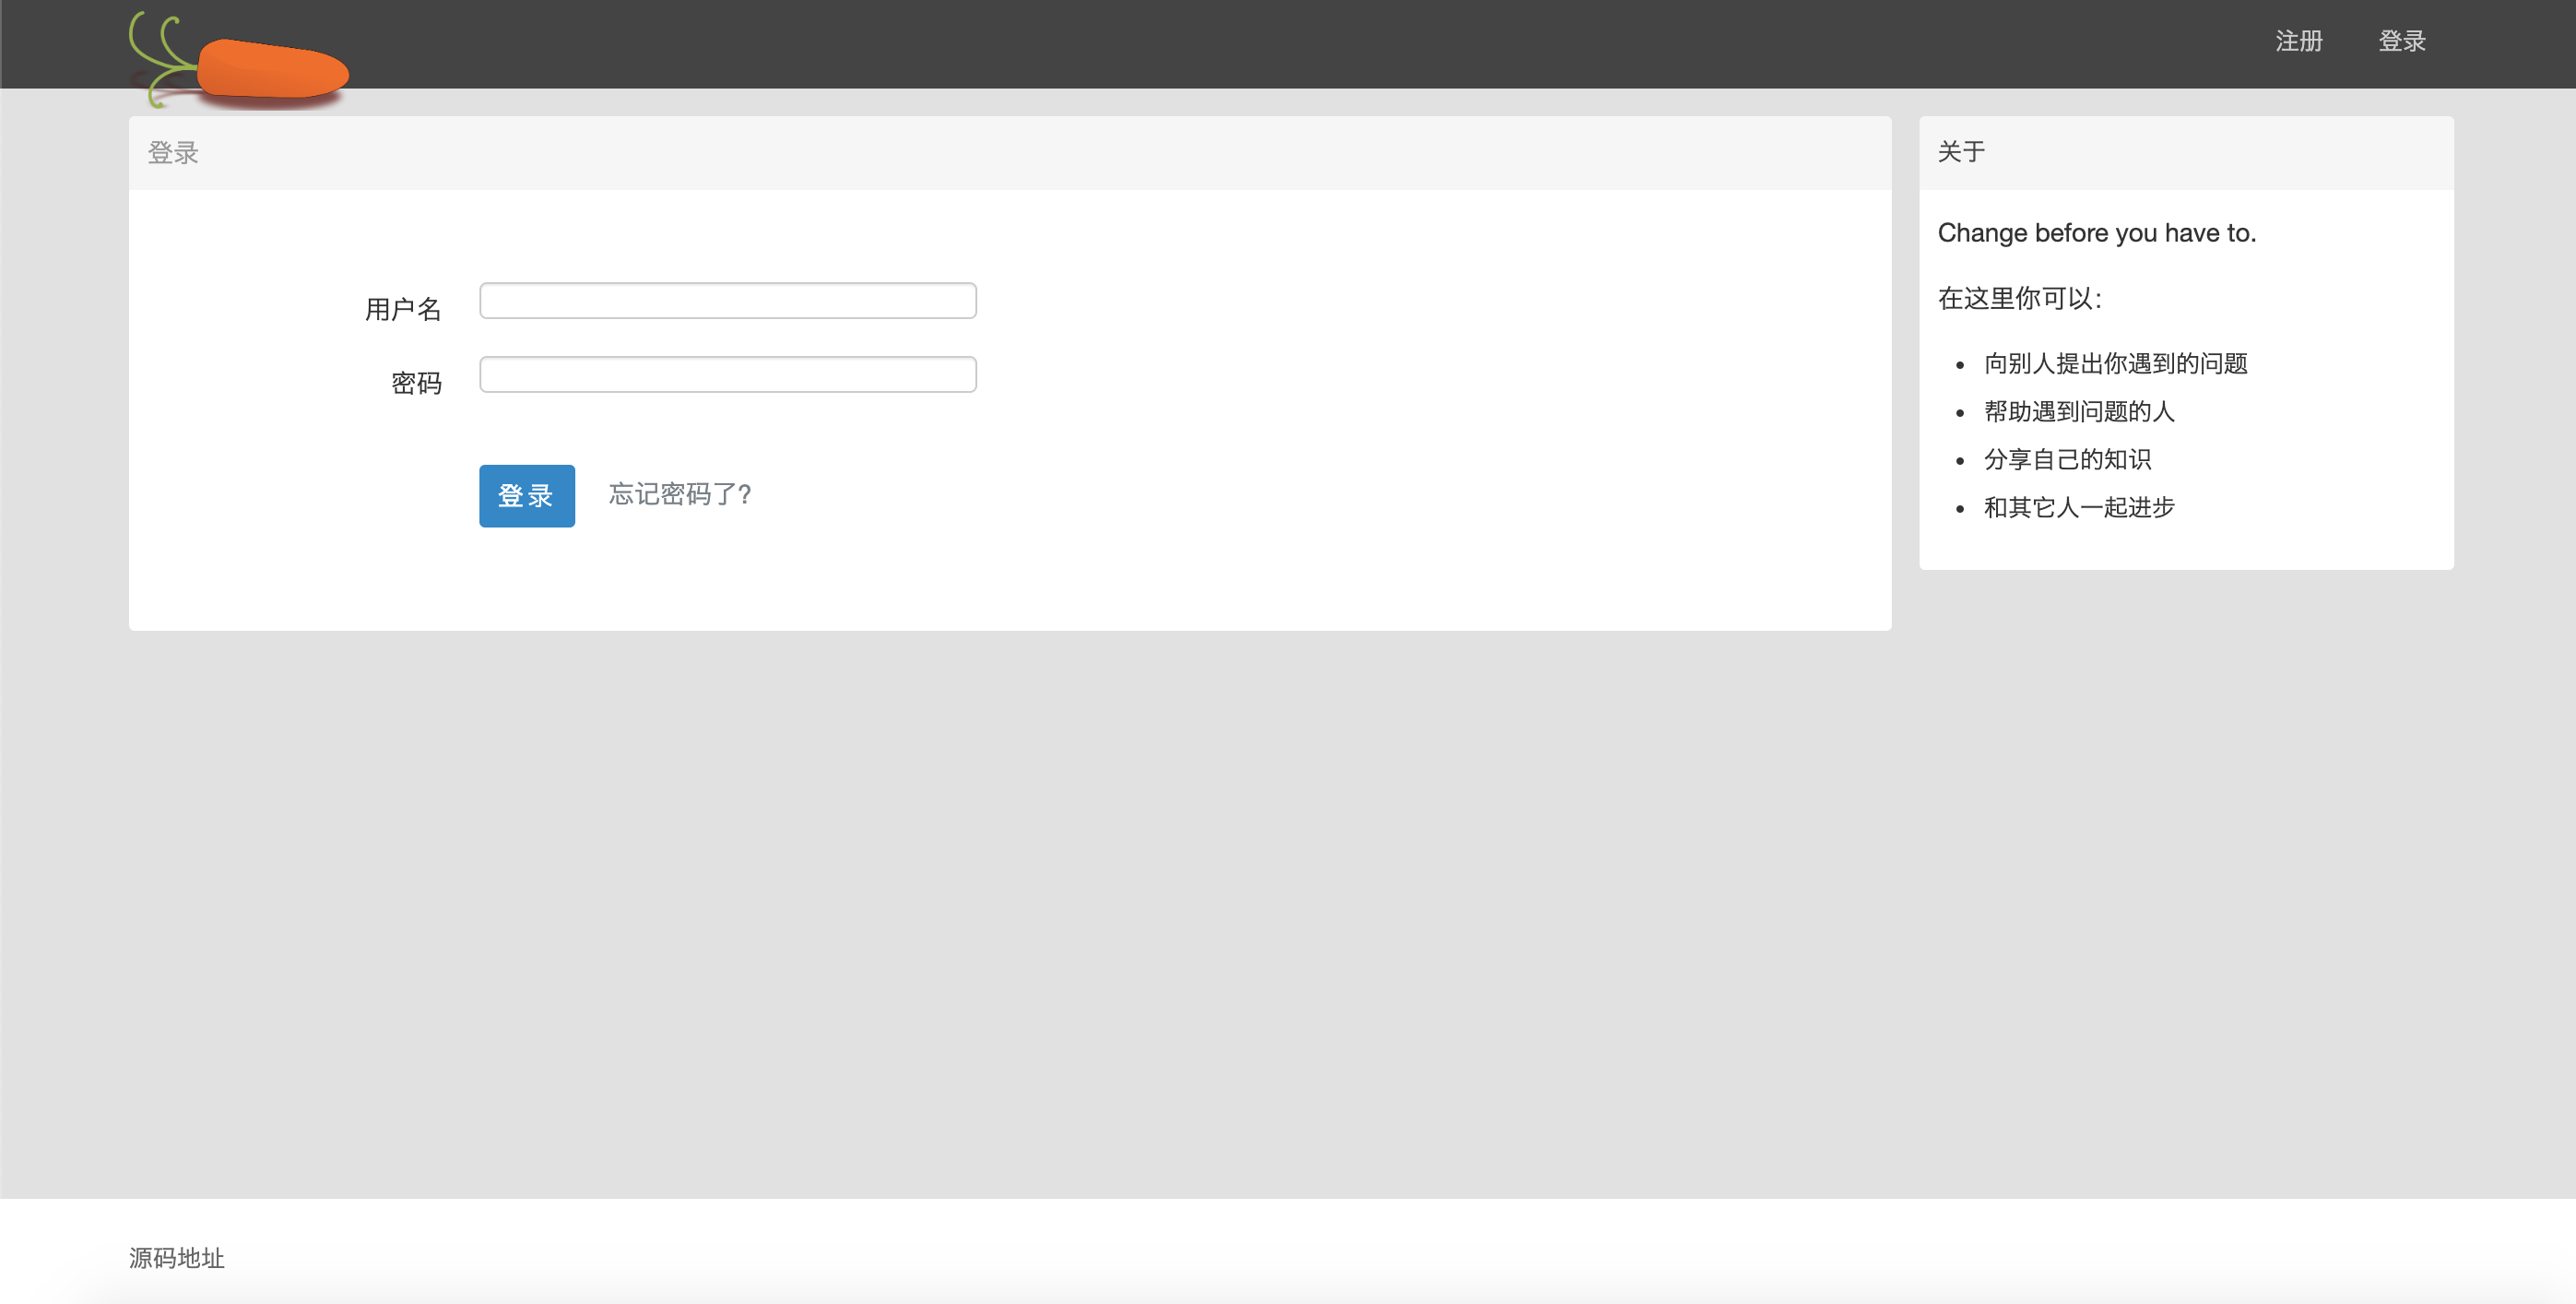 注册 登录
登录
用户名
密码
登录 忘记密码了?
关于
Change before you have to.
在这里你可以:
向别人提出你遇到的问题
帮助遇到问题的人
分享自己的知识
和其它人一起进步
源码地址